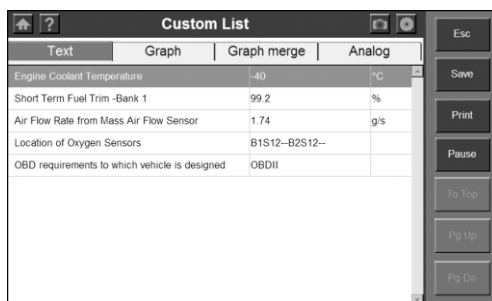 ? Custom List
Text Graph Graph merge Analog
Engine Coolant Temperature -40 °C
Short Term Fuel Trim -Bank 1 99.2 %
Air Flow Rate from Mass Air Flow Sensor 1.74 g/s
Location of Oxygen Sensors B1S12--B2S12--
OBD requirements to which vehicle is designed OBDII
Esc
Save
Print
Pause
To Top
Pg Up
Pg Dn